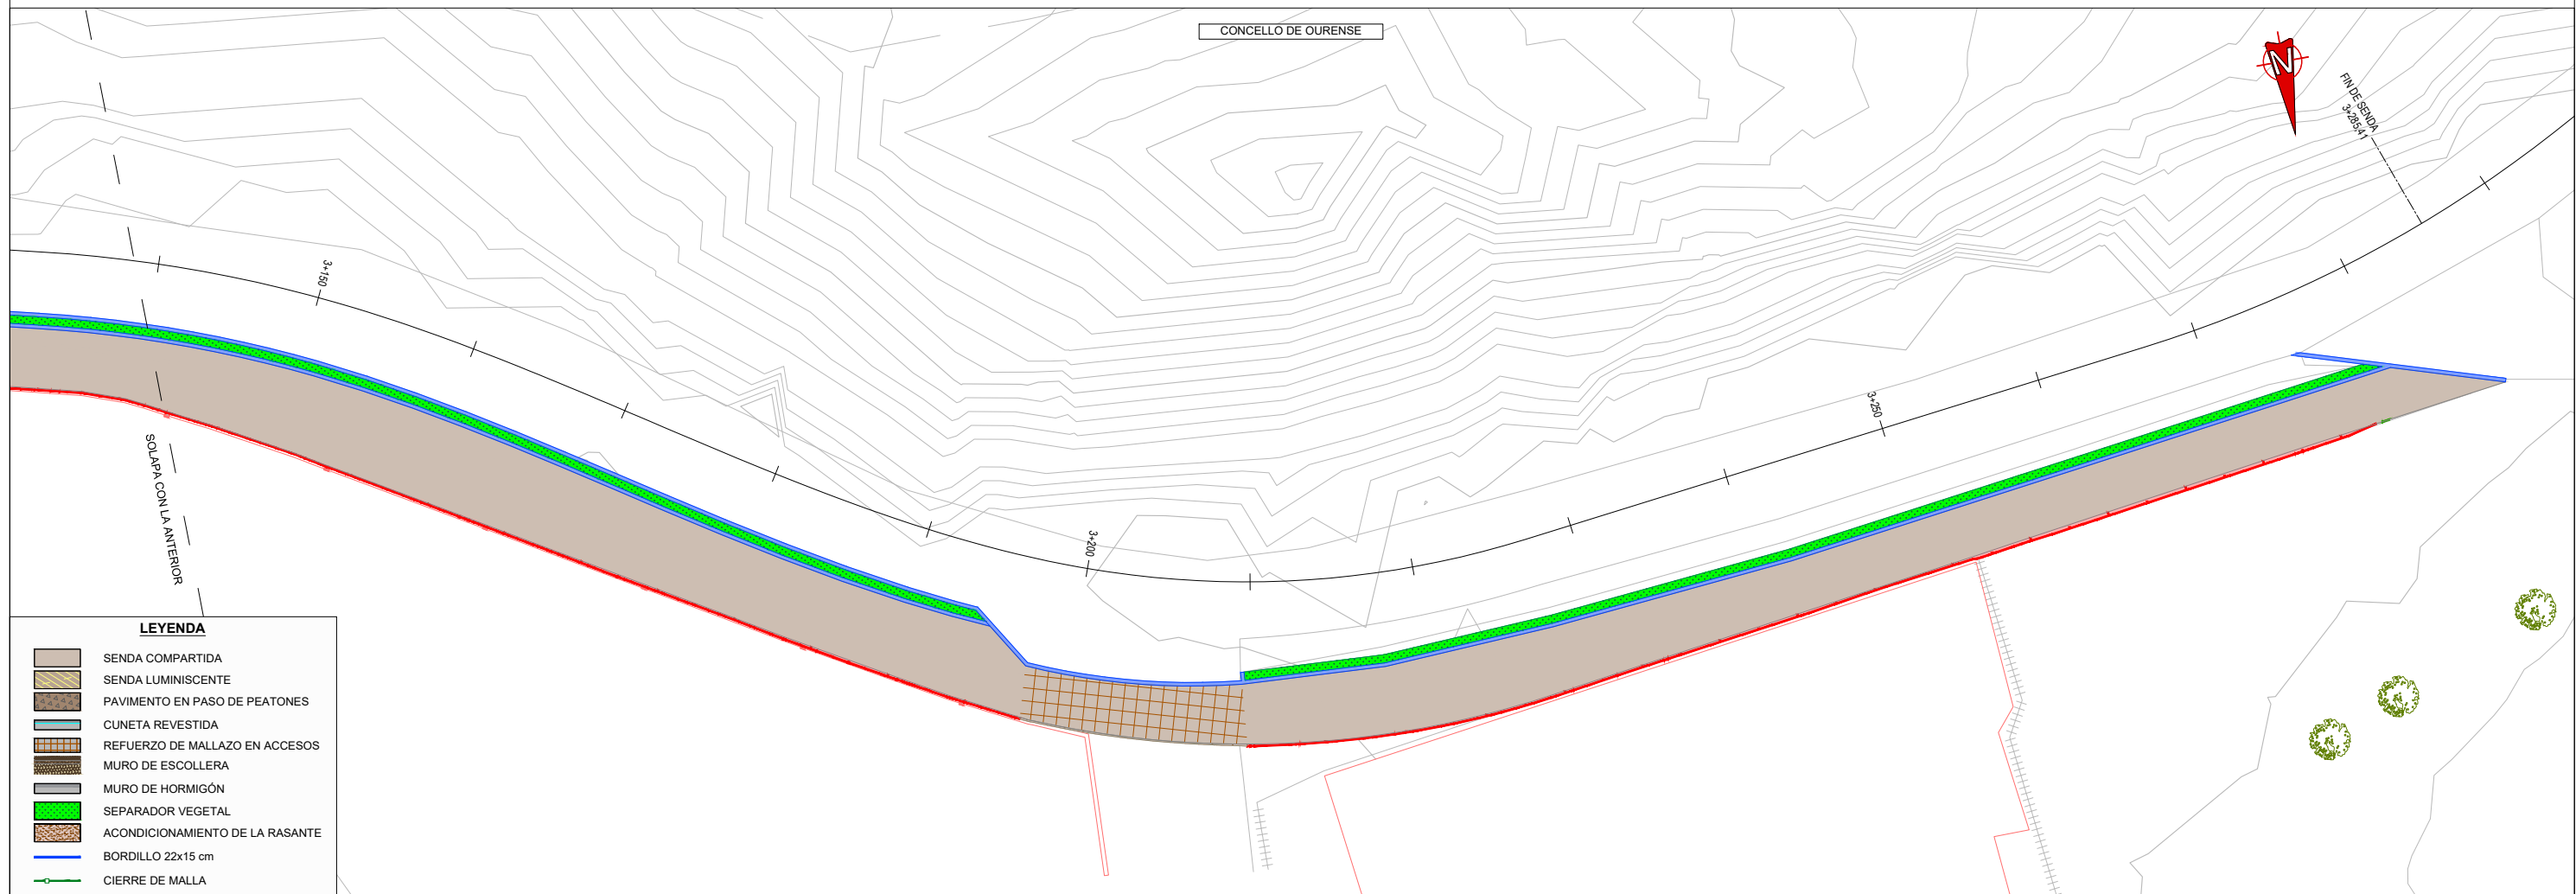 CONCELLO DE OURENSE
N
FIN DE SENDA
3+285.41
3+150
3+200
3+250
SOLAPA CON LA ANTERIOR
LEYENDA
SENDA COMPARTIDA
SENDA LUMINISCENTE
PAVIMENTO EN PASO DE PEATONES
CUNETA REVESTIDA
REFUERZO DE MALLAZO EN ACCESOS
MURO DE ESCOLLERA
MURO DE HORMIGÓN
SEPARADOR VEGETAL
ACONDICIONAMIENTO DE LA RASANTE
BORDILLO 22x15 cm
CIERRE DE MALLA